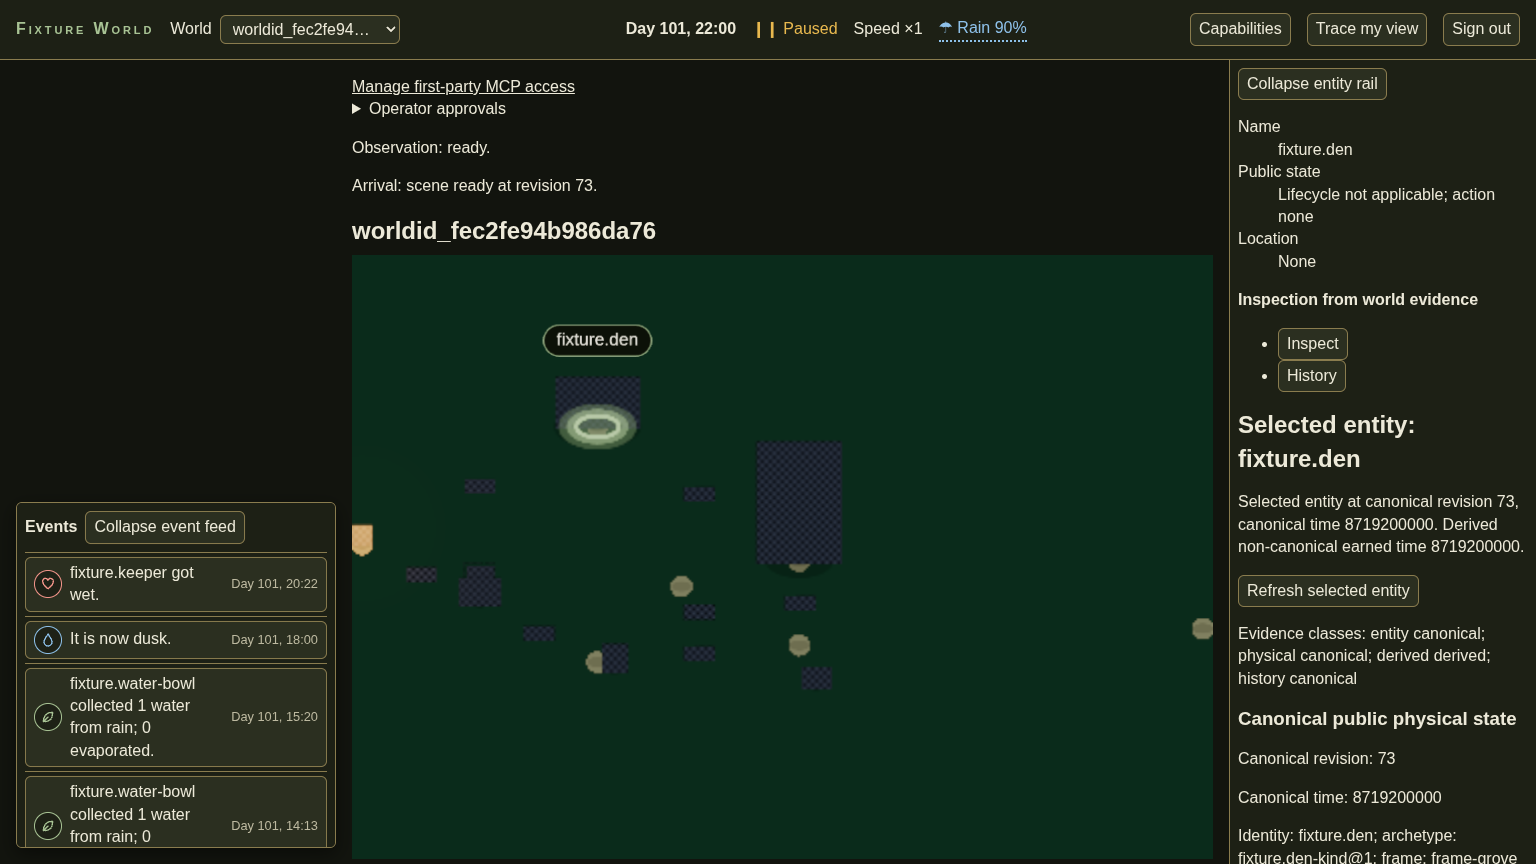 Fixture World
World
worldid_fec2fe94…
Day 101, 22:00
Paused
Speed ×1
Rain 90%
Capabilities
Trace my view
Sign out
Manage first-party MCP access
Operator approvals
Observation: ready.
Arrival: scene ready at revision 73.
worldid_fec2fe94b986da76
fixture.den
Events
Collapse event feed
fixture.keeper got
wet.
Day 101, 20:22
It is now dusk.
Day 101, 18:00
fixture.water-bowl
collected 1 water
from rain; 0
evaporated.
Day 101, 15:20
fixture.water-bowl
collected 1 water
from rain; 0
Day 101, 14:13
Collapse entity rail
Name
fixture.den
Public state
Lifecycle not applicable; action
none
Location
None
Inspection from world evidence
Inspect
History
Selected entity:
fixture.den
Selected entity at canonical revision 73,
canonical time 8719200000. Derived
non-canonical earned time 8719200000.
Refresh selected entity
Evidence classes: entity canonical;
physical canonical; derived derived;
history canonical
Canonical public physical state
Canonical revision: 73
Canonical time: 8719200000
Identity: fixture.den; archetype:
fixture.den-kind@1; frame: frame-grove